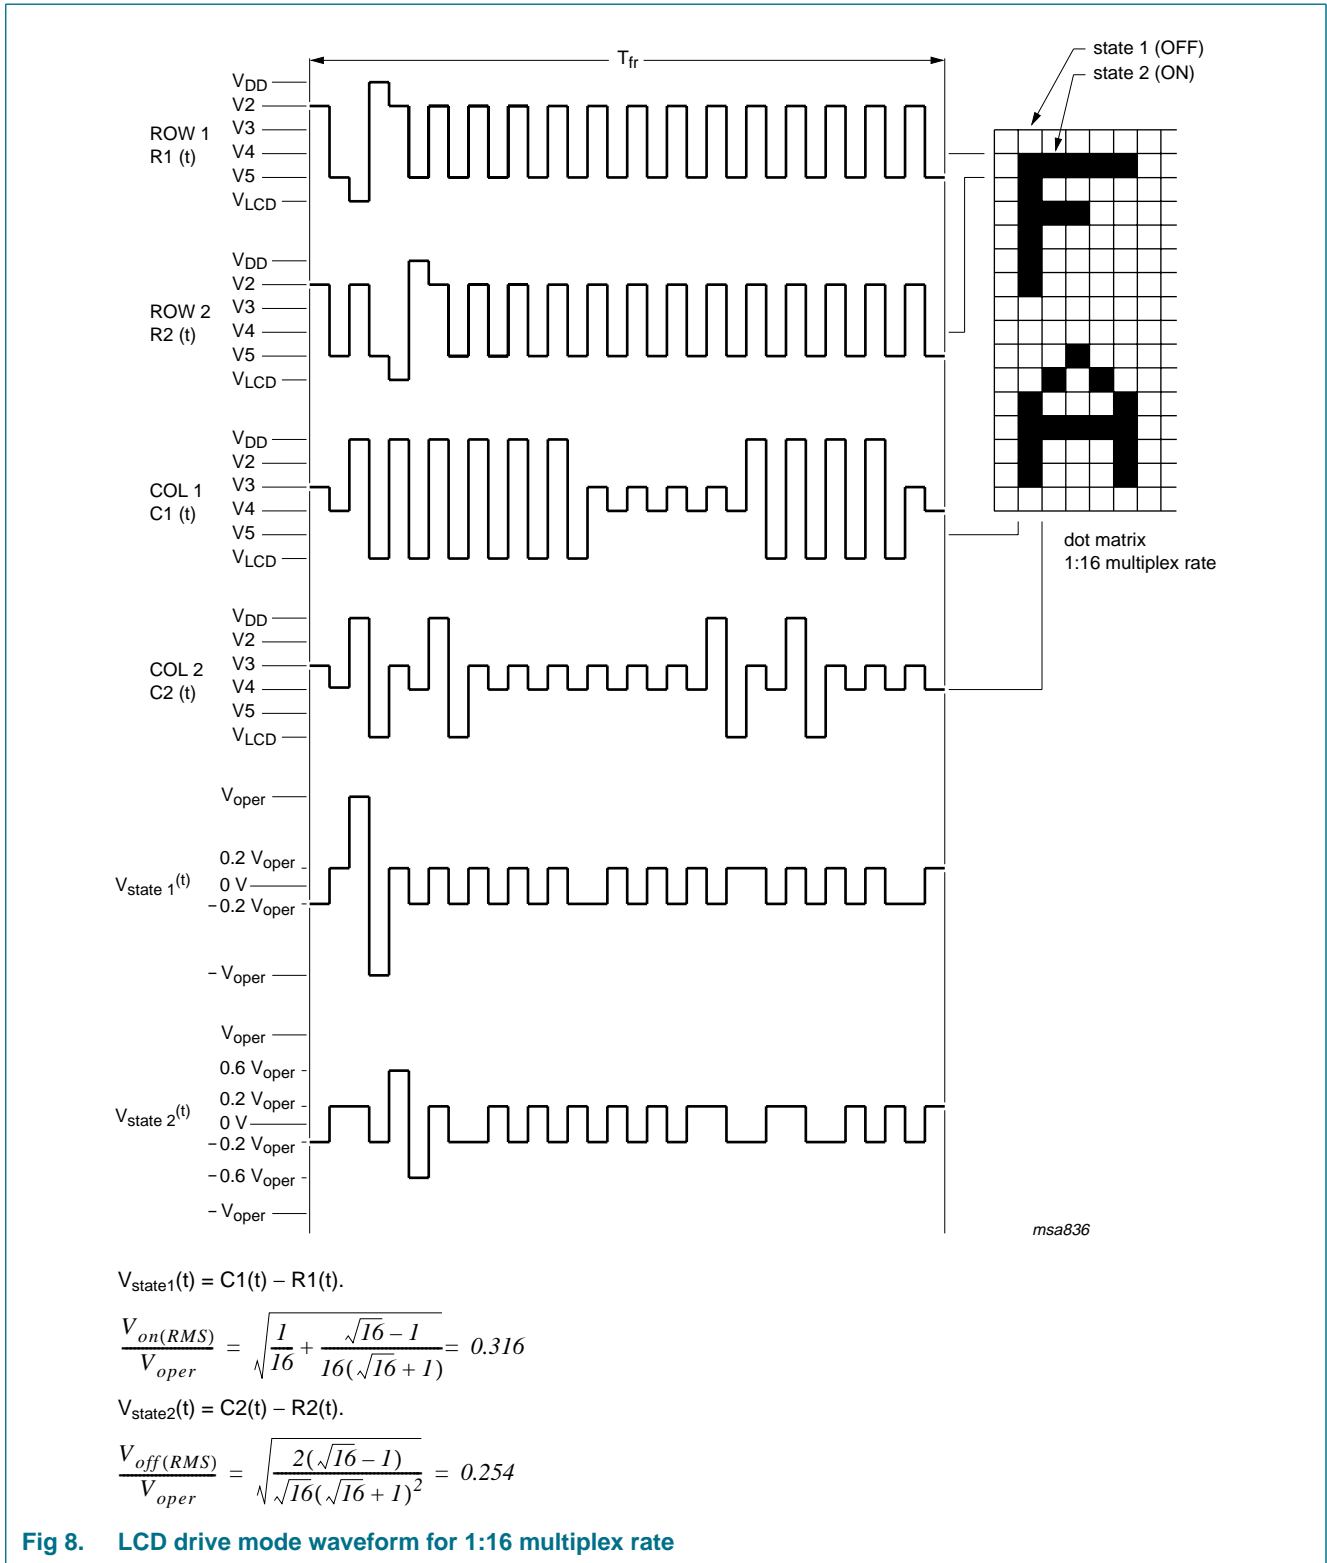 T_fr
state 1 (OFF)
state 2 (ON)
ROW 1
R1 (t)
V_DD
V2
V3
V4
V5
V_LCD
ROW 2
R2 (t)
V_DD
V2
V3
V4
V5
V_LCD
COL 1
C1 (t)
V_DD
V2
V3
V4
V5
V_LCD
dot matrix
1:16 multiplex rate
COL 2
C2 (t)
V_DD
V2
V3
V4
V5
V_LCD
V_state 1(t)
V_oper
0.2 V_oper
0 V
−0.2 V_oper
− V_oper
V_state 2(t)
V_oper
0.6 V_oper
0.2 V_oper
0 V
−0.2 V_oper
−0.6 V_oper
− V_oper
msa836
V_state1(t) = C1(t) − R1(t).
V_on(RMS) / V_oper = √(1/16 + (√16 − 1) / (16(√16 + 1))) = 0.316
V_state2(t) = C2(t) − R2(t).
V_off(RMS) / V_oper = √(2(√16 − 1) / (√16(√16 + 1)²)) = 0.254
Fig 8. LCD drive mode waveform for 1:16 multiplex rate